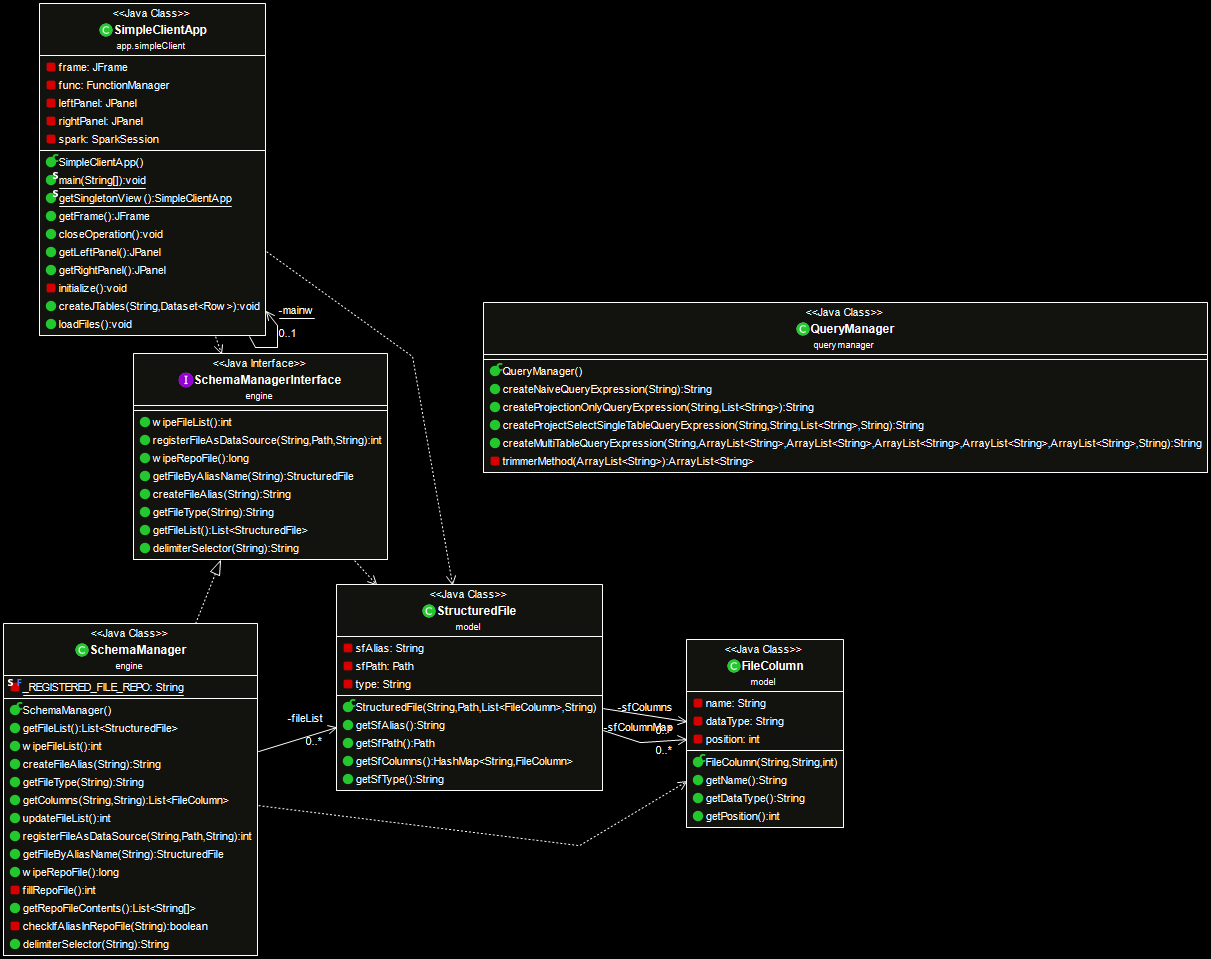 <<Java Class>>
SimpleClientApp
app.simpleClient
frame: JFrame
func: FunctionManager
leftPanel: JPanel
rightPanel: JPanel
spark: SparkSession
SimpleClientApp()
main(String[]):void
getSingletonView():SimpleClientApp
getFrame():JFrame
closeOperation():void
getLeftPanel():JPanel
getRightPanel():JPanel
initialize():void
createJTables(String,Dataset<Row>):void
loadFiles():void
-mainw
0..1
<<Java Interface>>
SchemaManagerInterface
engine
wipeFileList():int
registerFileAsDataSource(String,Path,String):int
wipeRepoFile():long
getFileByAliasName(String):StructuredFile
createFileAlias(String):String
getFileType(String):String
getFileList():List<StructuredFile>
delimiterSelector(String):String
<<Java Class>>
QueryManager
querymanager
QueryManager()
createNaiveQueryExpression(String):String
createProjectionOnlyQueryExpression(String,List<String>):String
createProjectSelectSingleTableQueryExpression(String,String,List<String>,String):String
createMultiTableQueryExpression(String,ArrayList<String>,ArrayList<String>,ArrayList<String>,ArrayList<String>,ArrayList<String>,String):String
trimmerMethod(ArrayList<String>):ArrayList<String>
<<Java Class>>
SchemaManager
engine
_REGISTERED_FILE_REPO: String
SchemaManager()
getFileList():List<StructuredFile>
wipeFileList():int
createFileAlias(String):String
getFileType(String):String
getColumns(String,String):List<FileColumn>
updateFileList():int
registerFileAsDataSource(String,Path,String):int
getFileByAliasName(String):StructuredFile
wipeRepoFile():long
fillRepoFile():int
getRepoFileContents():List<String[]>
checkIfAliasInRepoFile(String):boolean
delimiterSelector(String):String
-fileList
0..*
<<Java Class>>
StructuredFile
model
sfAlias: String
sfPath: Path
type: String
StructuredFile(String,Path,List<FileColumn>,String)
getSfAlias():String
getSfPath():Path
getSfColumns():HashMap<String,FileColumn>
getSfType():String
-sfColumns
0..*
-sfColumnMap
0..*
<<Java Class>>
FileColumn
model
name: String
dataType: String
position: int
FileColumn(String,String,int)
getName():String
getDataType():String
getPosition():int